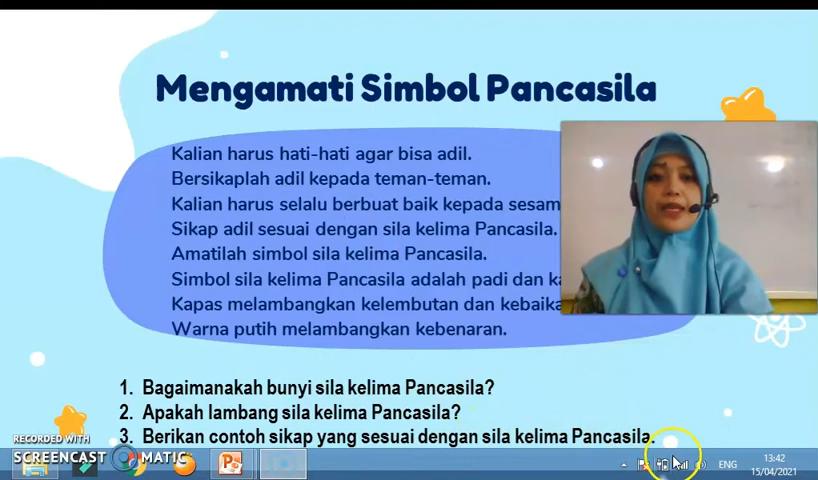 Mengamati Simbol Pancasila
Kalian harus hati-hati agar bisa adil.
Bersikaplah adil kepada teman-teman.
Kalian harus selalu berbuat baik kepada
Sikap adil sesuai dengan sila kelima Pancasila.
Amatilah simbol sila kelima Pancasila.
Simbol sila kelima Pancasila adalah padi dan
Kapas melambangkan kelembutan dan
Warna putih melambangkan kebenaran.
1. Bagaimanakah bunyi sila kelima Pancasila?
2. Apakah lambang sila kelima Pancasila?
3. Berikan contoh sikap yang sesuai dengan sila kelima Pancasila.
RECORDED WITH
SCREENCAST MATIC
ENG
13:42
15/04/2021